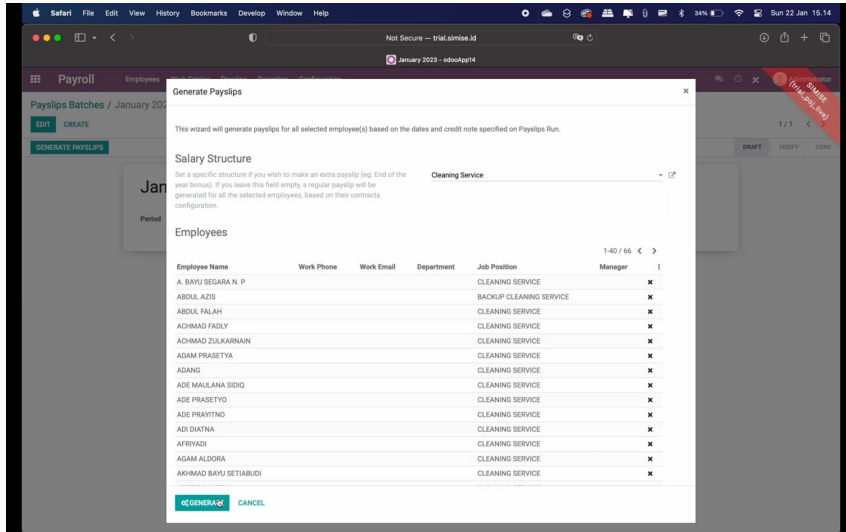 Safari File Edit View History Bookmarks Develop Window Help 34% Sun 22 Jan 15.14
Not Secure — trial.simise.id
January 2023 - odooApp14
Payroll Employees Administrator
SIMISE
(trial_poj_live)
Payslips Batches / January 202
EDIT CREATE 1 / 1
GENERATE PAYSLIPS DRAFT VERIFY DONE
Jan
Period
Generate Payslips
This wizard will generate payslips for all selected employee(s) based on the dates and credit note specified on Payslips Run.
Salary Structure
Set a specific structure if you wish to make an extra payslip (eg: End of the Cleaning Service
year bonus). If you leave this field empty, a regular payslip will be
generated for all the selected employees, based on their contracts
configuration.
Employees
1-40 / 66
Employee Name Work Phone Work Email Department Job Position Manager
A. BAYU SEGARA N. P CLEANING SERVICE
ABDUL AZIS BACKUP CLEANING SERVICE
ABDUL FALAH CLEANING SERVICE
ACHMAD FADLY CLEANING SERVICE
ACHMAD ZULKARNAIN CLEANING SERVICE
ADAM PRASETYA CLEANING SERVICE
ADANG CLEANING SERVICE
ADE MAULANA SIDIQ CLEANING SERVICE
ADE PRASETYO CLEANING SERVICE
ADE PRAYITNO CLEANING SERVICE
ADI DIATNA CLEANING SERVICE
AFRIYADI CLEANING SERVICE
AGAM ALDORA CLEANING SERVICE
AKHMAD BAYU SETIABUDI CLEANING SERVICE
GENERATE CANCEL